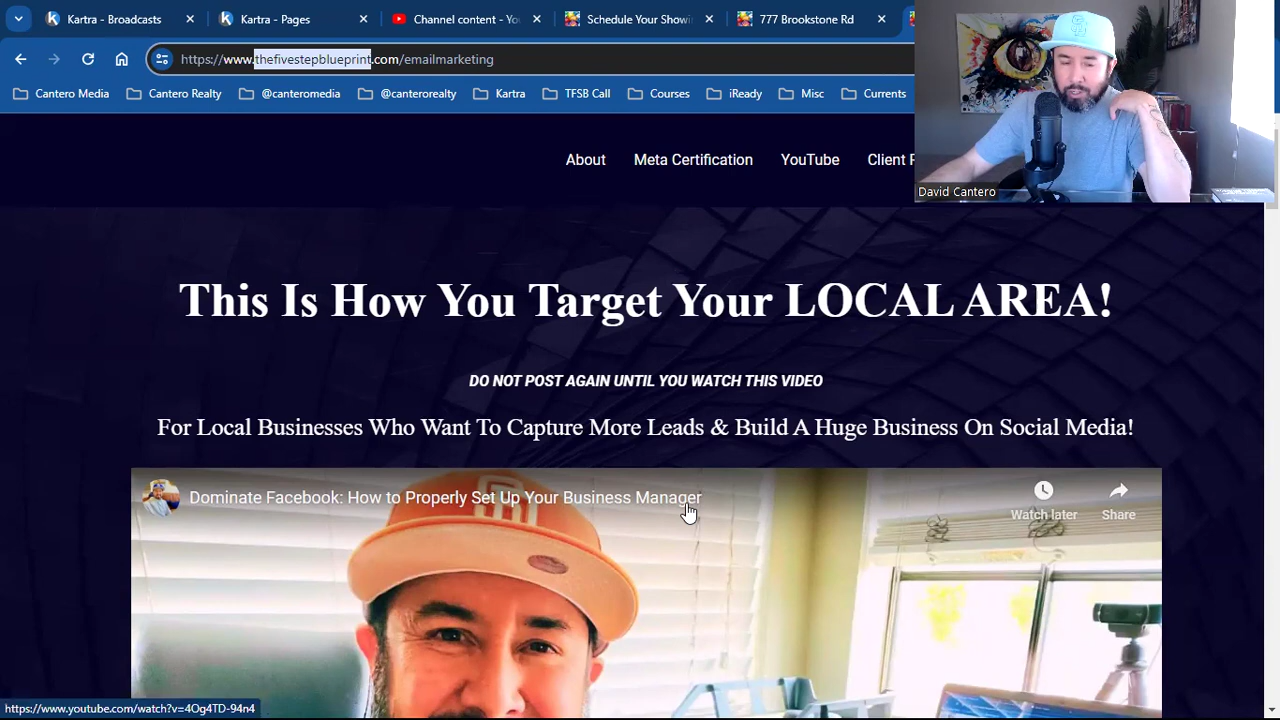 Kartra - Broadcasts
Kartra - Pages
Channel content - Yo
Schedule Your Showi
777 Brookstone Rd
https://www.thefivestepblueprint.com/emailmarketing
Cantero Media
Cantero Realty
@canteromedia
@canterorealty
Kartra
TFSB Call
Courses
iReady
Misc
Currents
About
Meta Certification
YouTube
Client P
David Cantero
This Is How You Target Your LOCAL AREA!
DO NOT POST AGAIN UNTIL YOU WATCH THIS VIDEO
For Local Businesses Who Want To Capture More Leads & Build A Huge Business On Social Media!
Dominate Facebook: How to Properly Set Up Your Business Manager
Watch later
Share
https://www.youtube.com/watch?v=4Og4TD-94n4